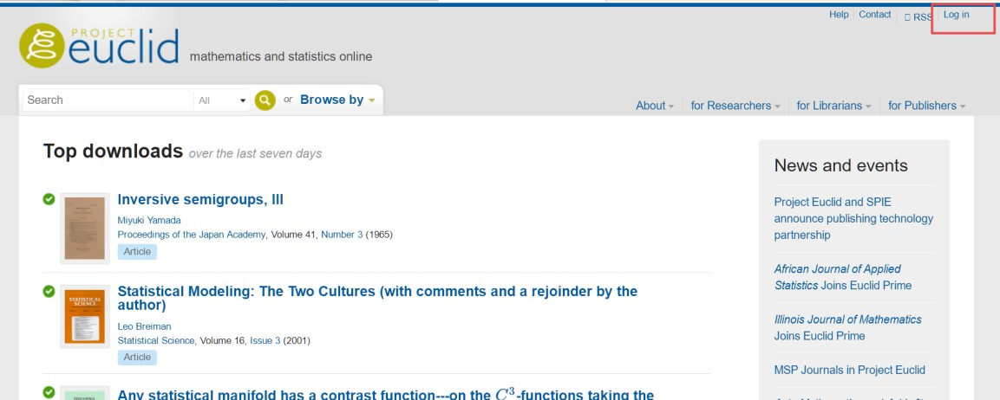 Help Contact RSS Log in
PROJECT
euclid
mathematics and statistics online
Search All or Browse by
About for Researchers for Librarians for Publishers
Top downloads over the last seven days
Inversive semigroups, III
Miyuki Yamada
Proceedings of the Japan Academy, Volume 41, Number 3 (1965)
Article
Statistical Modeling: The Two Cultures (with comments and a rejoinder by the
author)
Leo Breiman
Statistical Science, Volume 16, Issue 3 (2001)
STATISTICAL
SCIENCE
Article
Any statistical manifold has a contrast function---on the C³-functions taking the
News and events
Project Euclid and SPIE
announce publishing technology
partnership
African Journal of Applied
Statistics Joins Euclid Prime
Illinois Journal of Mathematics
Joins Euclid Prime
MSP Journals in Project Euclid